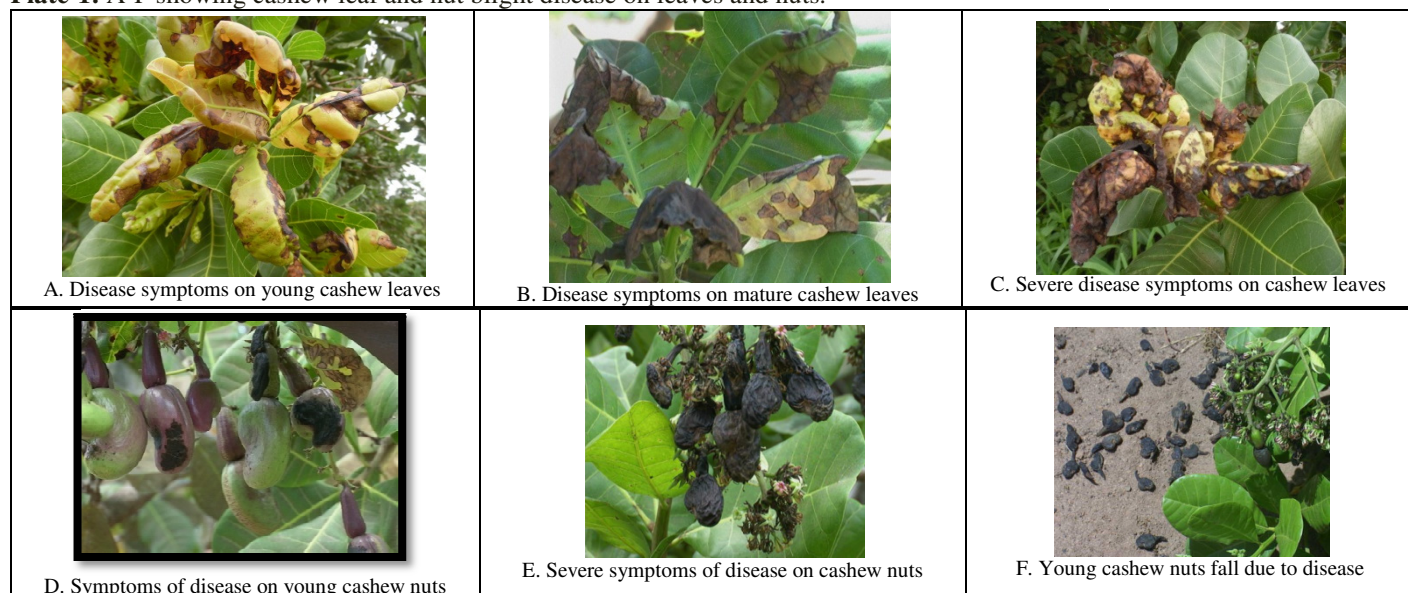 Plate 1. A-F showing cashew leaf and nut blight disease on leaves and nuts.
A. Disease symptoms on young cashew leaves
B. Disease symptoms on mature cashew leaves
C. Severe disease symptoms on cashew leaves
D. Symptoms of disease on young cashew nuts
E. Severe symptoms of disease on cashew nuts
F. Young cashew nuts fall due to disease